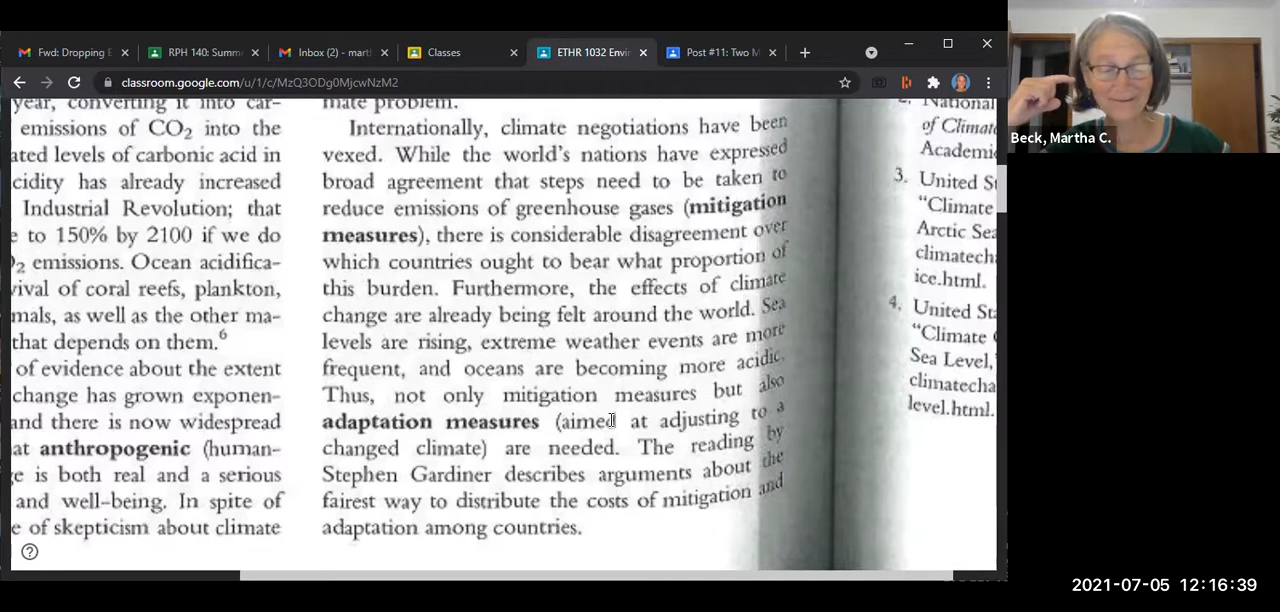 Fwd: Dropping E
RPH 140: Summ
Inbox (2) - mart
Classes
ETHR 1032 Envi
Post #11: Two M
classroom.google.com/u/1/c/MzQ3ODg0MjcwNzM2
Beck, Martha C.
year, converting it into car-
emissions of CO2 into the
ated levels of carbonic acid in
cidity has already increased
Industrial Revolution; that
e to 150% by 2100 if we do
O2 emissions. Ocean acidifica-
vival of coral reefs, plankton,
mals, as well as the other ma-
that depends on them.6
of evidence about the extent
change has grown exponen-
and there is now widespread
at anthropogenic (human-
e is both real and a serious
and well-being. In spite of
e of skepticism about climate
mate problem.
Internationally, climate negotiations have been
vexed. While the world's nations have expressed
broad agreement that steps need to be taken to
reduce emissions of greenhouse gases (mitigation
measures), there is considerable disagreement over
which countries ought to bear what proportion of
this burden. Furthermore, the effects of climate
change are already being felt around the world. Sea
levels are rising, extreme weather events are more
frequent, and oceans are becoming more acidic.
Thus, not only mitigation measures but also
adaptation measures (aimed at adjusting to a
changed climate) are needed. The reading by
Stephen Gardiner describes arguments about the
fairest way to distribute the costs of mitigation and
adaptation among countries.
2. National
of Climate
Academic
3. United St
"Climate
Arctic Sea
climatech
ice.html.
4. United Sta
"Climate C
Sea Level,"
climatecha
level.html.
2021-07-05 12:16:39